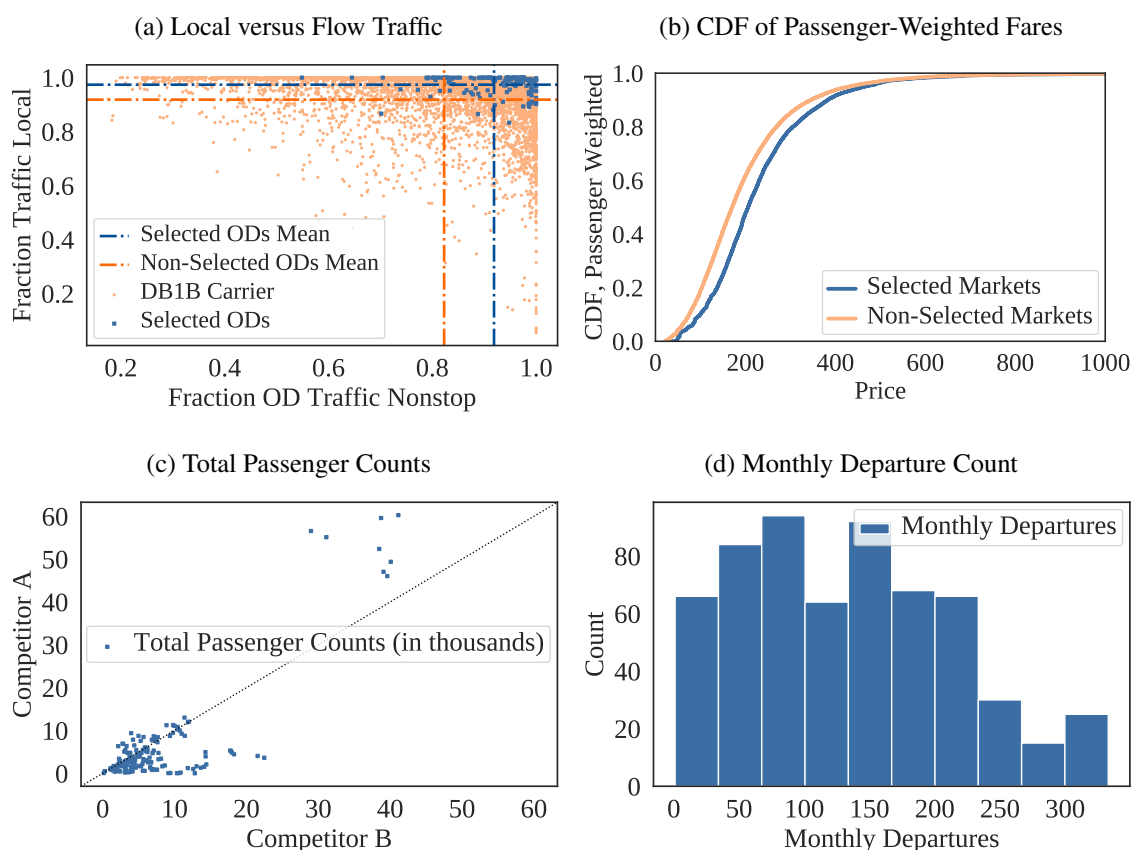 (a) Local versus Flow Traffic
Fraction Traffic Local
1.0
0.8
0.6
0.4
0.2
Selected ODs Mean
Non-Selected ODs Mean
DB1B Carrier
Selected ODs
0.2 0.4 0.6 0.8 1.0
Fraction OD Traffic Nonstop
(b) CDF of Passenger-Weighted Fares
CDF, Passenger Weighted
1.0
0.8
0.6
0.4
0.2
0.0
Selected Markets
Non-Selected Markets
0 200 400 600 800 1000
Price
(c) Total Passenger Counts
Competitor A
60
50
40
30
20
10
0
Total Passenger Counts (in thousands)
0 10 20 30 40 50 60
Competitor B
(d) Monthly Departure Count
Count
80
60
40
20
0
Monthly Departures
0 50 100 150 200 250 300
Monthly Departures